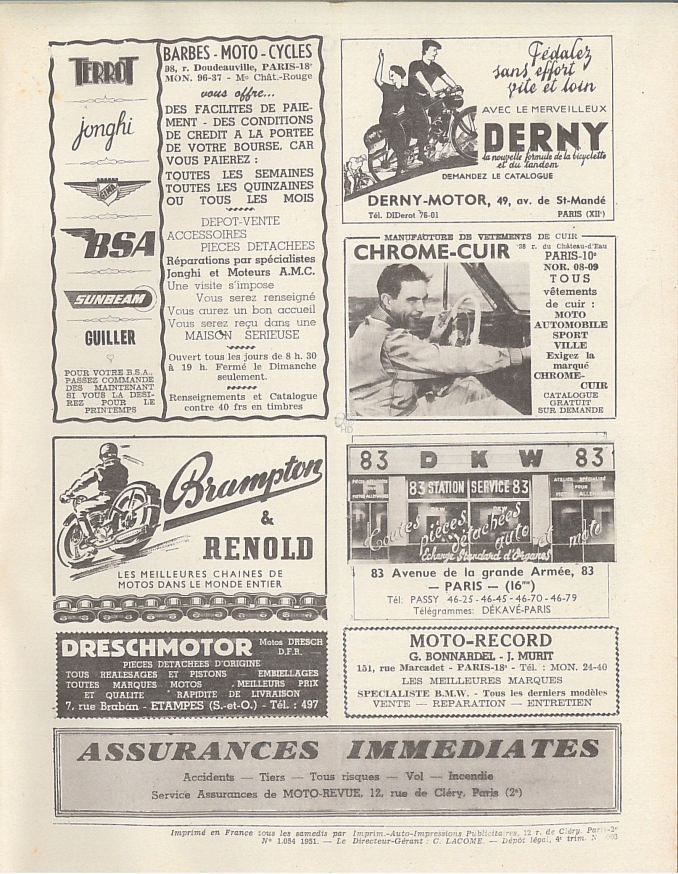 TERROT
jonghi
GIMA
BSA
SUNBEAM
GUILLER
POUR VOTRE B.S.A.,
PASSEZ COMMANDE
DES MAINTENANT
SI VOUS LA DESI-
REZ POUR LE
PRINTEMPS
BARBES - MOTO - CYCLES
98, r. Doudeauville, PARIS-18e
MON. 96-37 - Mo Chât.-Rouge
vous offre...
DES FACILITES DE PAIE-
MENT - DES CONDITIONS
DE CREDIT A LA PORTEE
DE VOTRE BOURSE, CAR
VOUS PAIEREZ :
TOUTES LES SEMAINES
TOUTES LES QUINZAINES
OU TOUS LES MOIS
DEPOT-VENTE
ACCESSOIRES
PIECES DETACHEES
Réparations par spécialistes
Jonghi et Moteurs A.M.C.
Une visite s'impose
Vous serez renseigné
Vous aurez un bon accueil
Vous serez reçu dans une
MAISON SERIEUSE
Ouvert tous les jours de 8 h. 30
à 19 h. Fermé le Dimanche
seulement.
Renseignements et Catalogue
contre 40 frs en timbres
Pédalez
sans effort
vite et loin
AVEC LE MERVEILLEUX
DERNY
la nouvelle formule de la bicyclette
et du tandem
DEMANDEZ LE CATALOGUE
DERNY-MOTOR, 49, av. de St-Mandé
Tél. DIDerot 76-01 PARIS (XIIe)
MANUFACTURE DE VETEMENTS DE CUIR
CHROME-CUIR
28 r. du Château-d'Eau
PARIS-10e
NOR. 08-09
TOUS
vêtements
de cuir :
MOTO
AUTOMOBILE
SPORT
VILLE
Exigez la
marque
CHROME-
CUIR
CATALOGUE
GRATUIT
SUR DEMANDE
Brampton
&
RENOLD
LES MEILLEURES CHAINES DE
MOTOS DANS LE MONDE ENTIER
83 D K W 83
83 STATION SERVICE 83
DKW DKW
toutes pièces détachées auto et moto
Echange Standard d'Organes
83 Avenue de la grande Armée, 83
— PARIS — (16me)
Tél: PASSY 46-25 - 46-45 - 46-70 - 46-79
Télégrammes: DÉKAVÉ-PARIS
DRESCHMOTOR Motos DRESCH
D.F.R.
PIECES DETACHEES D'ORIGINE
TOUS REALESAGES ET PISTONS — EMBIELLAGES
TOUTES MARQUES MOTOS . MEILLEURS PRIX
ET QUALITE - RAPIDITE DE LIVRAISON
7, rue Braban - ETAMPES (S.-et-O.) - Tél. : 497
MOTO-RECORD
G. BONNARDEL - J. MURIT
151, rue Marcadet - PARIS-18e - Tél. : MON. 24-40
LES MEILLEURES MARQUES
SPECIALISTE B.M.W. - Tous les derniers modèles
VENTE — REPARATION — ENTRETIEN
ASSURANCES IMMEDIATES
Accidents — Tiers — Tous risques — Vol — Incendie
Service Assurances de MOTO-REVUE, 12, rue de Cléry, Paris (2e)
Imprimé en France tous les samedis par Imprim.-Auto-Impressions Publicitaires, 12 r. de Cléry, Paris-2e
No 1.054 1951. — Le Directeur-Gérant : C. LACOME. — Dépôt légal, 4e trim. N